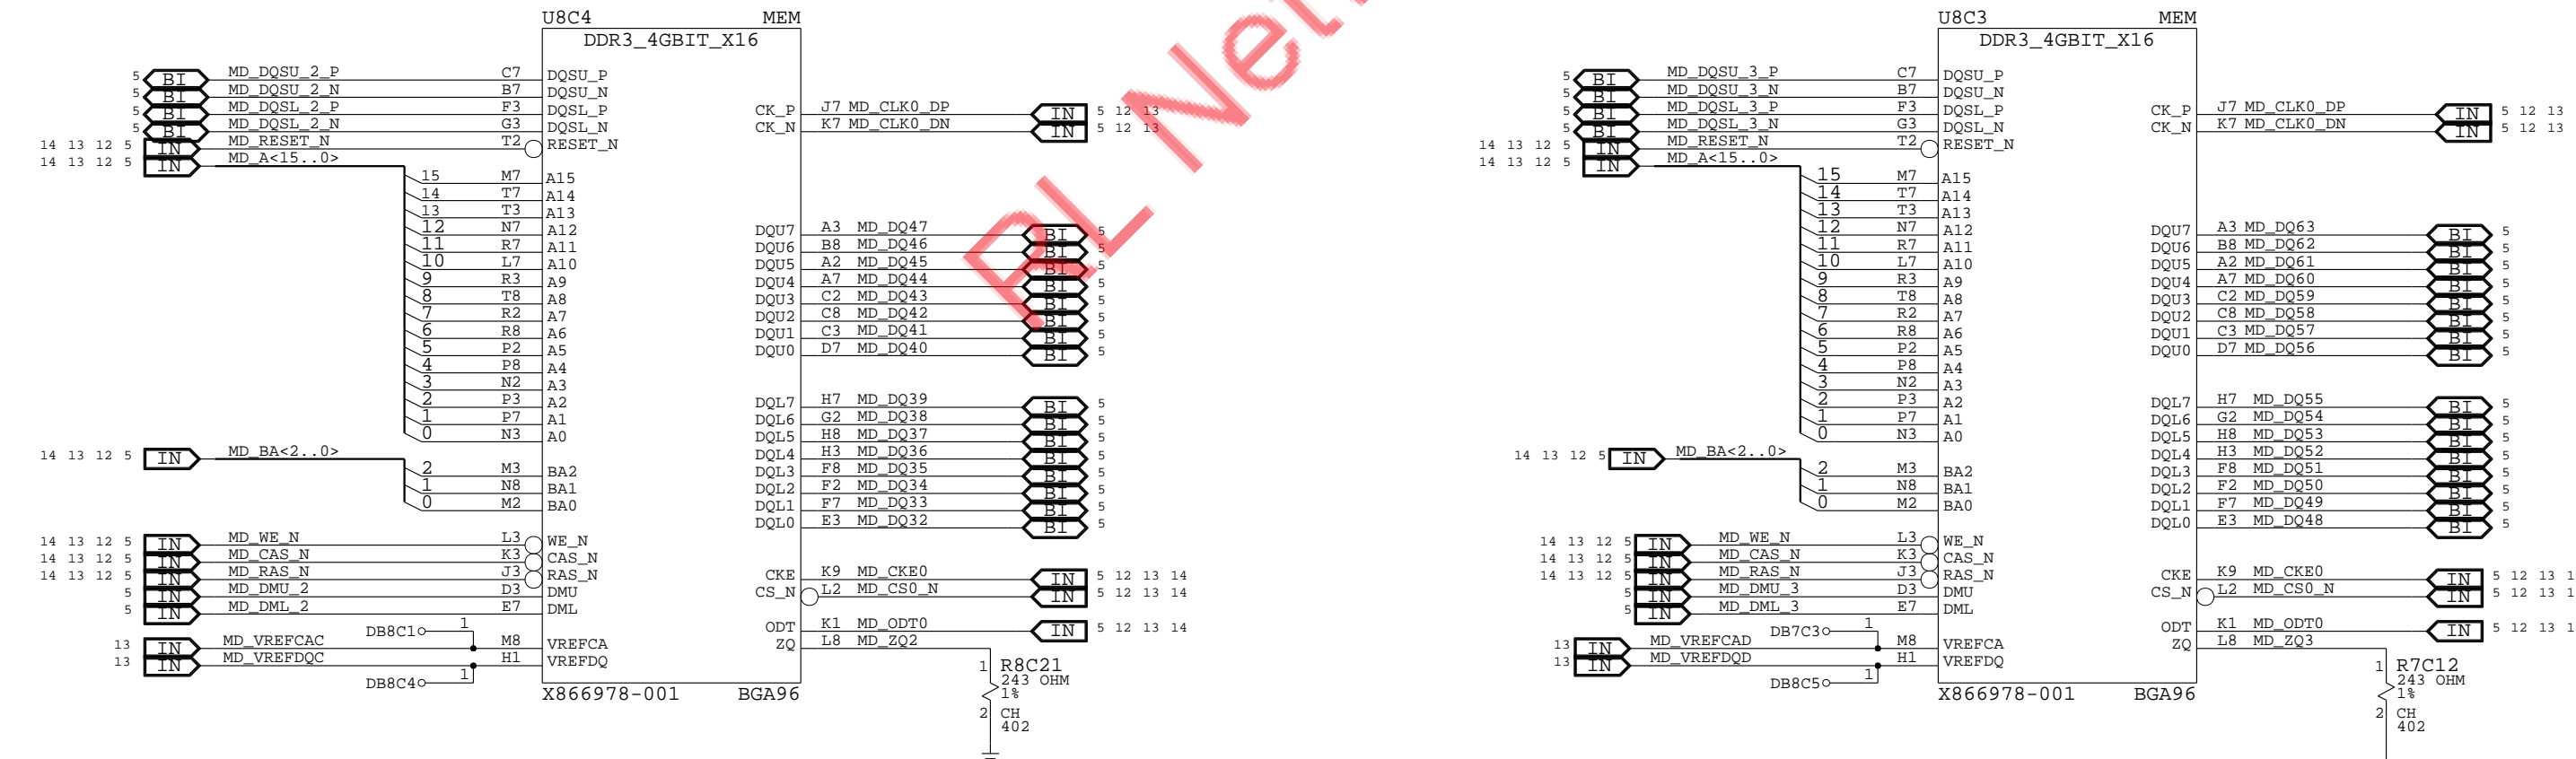 U8C4 MEM
DDR3_4GBIT_X16
5 BI MD_DQSU_2_P C7 DQSU_P
5 BI MD_DQSU_2_N B7 DQSU_N
5 BI MD_DQSL_2_P F3 DQSL_P CK_P J7 MD_CLK0_DP IN 5 12 13
5 BI MD_DQSL_2_N G3 DQSL_N CK_N K7 MD_CLK0_DN IN 5 12 13
14 13 12 5 IN MD_RESET_N T2 RESET_N
14 13 12 5 IN MD_A<15..0>
15 M7 A15
14 T7 A14
13 T3 A13
12 N7 A12 DQU7 A3 MD_DQ47 BI 5
11 R7 A11 DQU6 B8 MD_DQ46 BI 5
10 L7 A10 DQU5 A2 MD_DQ45 BI 5
9 R3 A9 DQU4 A7 MD_DQ44 BI 5
8 T8 A8 DQU3 C2 MD_DQ43 BI 5
7 R2 A7 DQU2 C8 MD_DQ42 BI 5
6 R8 A6 DQU1 C3 MD_DQ41 BI 5
5 P2 A5 DQU0 D7 MD_DQ40 BI 5
4 P8 A4
3 N2 A3
2 P3 A2 DQL7 H7 MD_DQ39 BI 5
1 P7 A1 DQL6 G2 MD_DQ38 BI 5
0 N3 A0 DQL5 H8 MD_DQ37 BI 5
14 13 12 5 IN MD_BA<2..0> DQL4 H3 MD_DQ36 BI 5
2 M3 BA2 DQL3 F8 MD_DQ35 BI 5
1 N8 BA1 DQL2 F2 MD_DQ34 BI 5
0 M2 BA0 DQL1 F7 MD_DQ33 BI 5
DQL0 E3 MD_DQ32 BI 5
14 13 12 5 IN MD_WE_N L3 WE_N
14 13 12 5 IN MD_CAS_N K3 CAS_N
14 13 12 5 IN MD_RAS_N J3 RAS_N CKE K9 MD_CKE0 IN 5 12 13 14
5 IN MD_DMU_2 D3 DMU CS_N L2 MD_CS0_N IN 5 12 13 14
5 IN MD_DML_2 E7 DML
DB8C1 1 ODT K1 MD_ODT0 IN 5 12 13 14
13 IN MD_VREFCAC M8 VREFCA ZQ L8 MD_ZQ2
13 IN MD_VREFDQC H1 VREFDQ
DB8C4 1
X866978-001 BGA96
1 R8C21
243 OHM
1%
2 CH
402
U8C3 MEM
DDR3_4GBIT_X16
5 BI MD_DQSU_3_P C7 DQSU_P
5 BI MD_DQSU_3_N B7 DQSU_N
5 BI MD_DQSL_3_P F3 DQSL_P CK_P J7 MD_CLK0_DP IN 5 12 13
5 BI MD_DQSL_3_N G3 DQSL_N CK_N K7 MD_CLK0_DN IN 5 12 13
14 13 12 5 IN MD_RESET_N T2 RESET_N
14 13 12 5 IN MD_A<15..0>
15 M7 A15
14 T7 A14
13 T3 A13
12 N7 A12 DQU7 A3 MD_DQ63 BI 5
11 R7 A11 DQU6 B8 MD_DQ62 BI 5
10 L7 A10 DQU5 A2 MD_DQ61 BI 5
9 R3 A9 DQU4 A7 MD_DQ60 BI 5
8 T8 A8 DQU3 C2 MD_DQ59 BI 5
7 R2 A7 DQU2 C8 MD_DQ58 BI 5
6 R8 A6 DQU1 C3 MD_DQ57 BI 5
5 P2 A5 DQU0 D7 MD_DQ56 BI 5
4 P8 A4
3 N2 A3
2 P3 A2 DQL7 H7 MD_DQ55 BI 5
1 P7 A1 DQL6 G2 MD_DQ54 BI 5
0 N3 A0 DQL5 H8 MD_DQ53 BI 5
14 13 12 5 IN MD_BA<2..0> DQL4 H3 MD_DQ52 BI 5
2 M3 BA2 DQL3 F8 MD_DQ51 BI 5
1 N8 BA1 DQL2 F2 MD_DQ50 BI 5
0 M2 BA0 DQL1 F7 MD_DQ49 BI 5
DQL0 E3 MD_DQ48 BI 5
14 13 12 5 IN MD_WE_N L3 WE_N
14 13 12 5 IN MD_CAS_N K3 CAS_N
14 13 12 5 IN MD_RAS_N J3 RAS_N CKE K9 MD_CKE0 IN 5 12 13 1
5 IN MD_DMU_3 D3 DMU CS_N L2 MD_CS0_N IN 5 12 13 1
5 IN MD_DML_3 E7 DML
DB7C3 1 ODT K1 MD_ODT0 IN 5 12 13 1
13 IN MD_VREFCAD M8 VREFCA ZQ L8 MD_ZQ3
13 IN MD_VREFDQD H1 VREFDQ
DB8C5 1
X866978-001 BGA96
1 R7C12
243 OHM
1%
2 CH
402